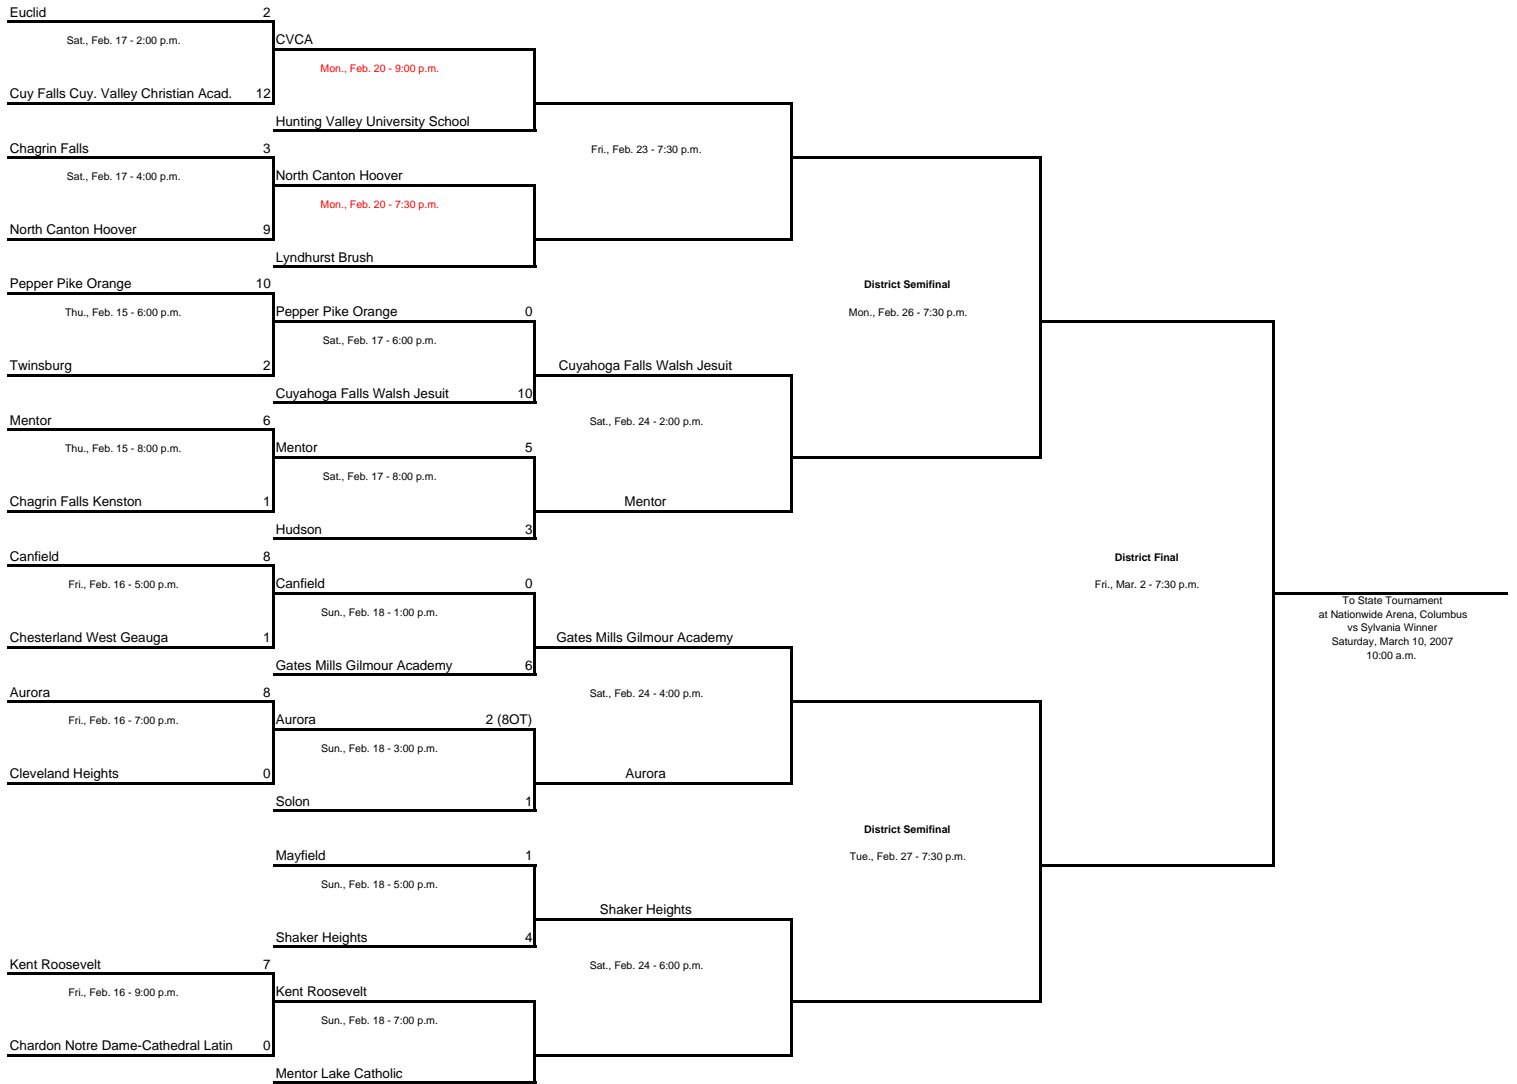 Euclid 2
Sat., Feb. 17 - 2:00 p.m.
CVCA
Mon., Feb. 20 - 9:00 p.m.
Cuy Falls Cuy. Valley Christian Acad. 12
Hunting Valley University School
Chagrin Falls 3
Fri., Feb. 23 - 7:30 p.m.
Sat., Feb. 17 - 4:00 p.m.
North Canton Hoover
Mon., Feb. 20 - 7:30 p.m.
North Canton Hoover 9
Lyndhurst Brush
Pepper Pike Orange 10
District Semifinal
Thu., Feb. 15 - 6:00 p.m.
Pepper Pike Orange 0
Mon., Feb. 26 - 7:30 p.m.
Sat., Feb. 17 - 6:00 p.m.
Twinsburg 2
Cuyahoga Falls Walsh Jesuit
Cuyahoga Falls Walsh Jesuit 10
Mentor 6
Sat., Feb. 24 - 2:00 p.m.
Thu., Feb. 15 - 8:00 p.m.
Mentor 5
Sat., Feb. 17 - 8:00 p.m.
Chagrin Falls Kenston 1
Mentor
Hudson 3
Canfield 8
District Final
Fri., Feb. 16 - 5:00 p.m.
Canfield 0
Fri., Mar. 2 - 7:30 p.m.
To State Tournament
at Nationwide Arena, Columbus
vs Sylvania Winner
Saturday, March 10, 2007
10:00 a.m.
Sun., Feb. 18 - 1:00 p.m.
Chesterland West Geauga 1
Gates Mills Gilmour Academy
Gates Mills Gilmour Academy 6
Aurora 8
Sat., Feb. 24 - 4:00 p.m.
Fri., Feb. 16 - 7:00 p.m.
Aurora 2 (8OT)
Sun., Feb. 18 - 3:00 p.m.
Cleveland Heights 0
Aurora
Solon 1
District Semifinal
Mayfield 1
Tue., Feb. 27 - 7:30 p.m.
Sun., Feb. 18 - 5:00 p.m.
Shaker Heights
Shaker Heights 4
Kent Roosevelt 7
Sat., Feb. 24 - 6:00 p.m.
Fri., Feb. 16 - 9:00 p.m.
Kent Roosevelt
Sun., Feb. 18 - 7:00 p.m.
Chardon Notre Dame-Cathedral Latin 0
Mentor Lake Catholic